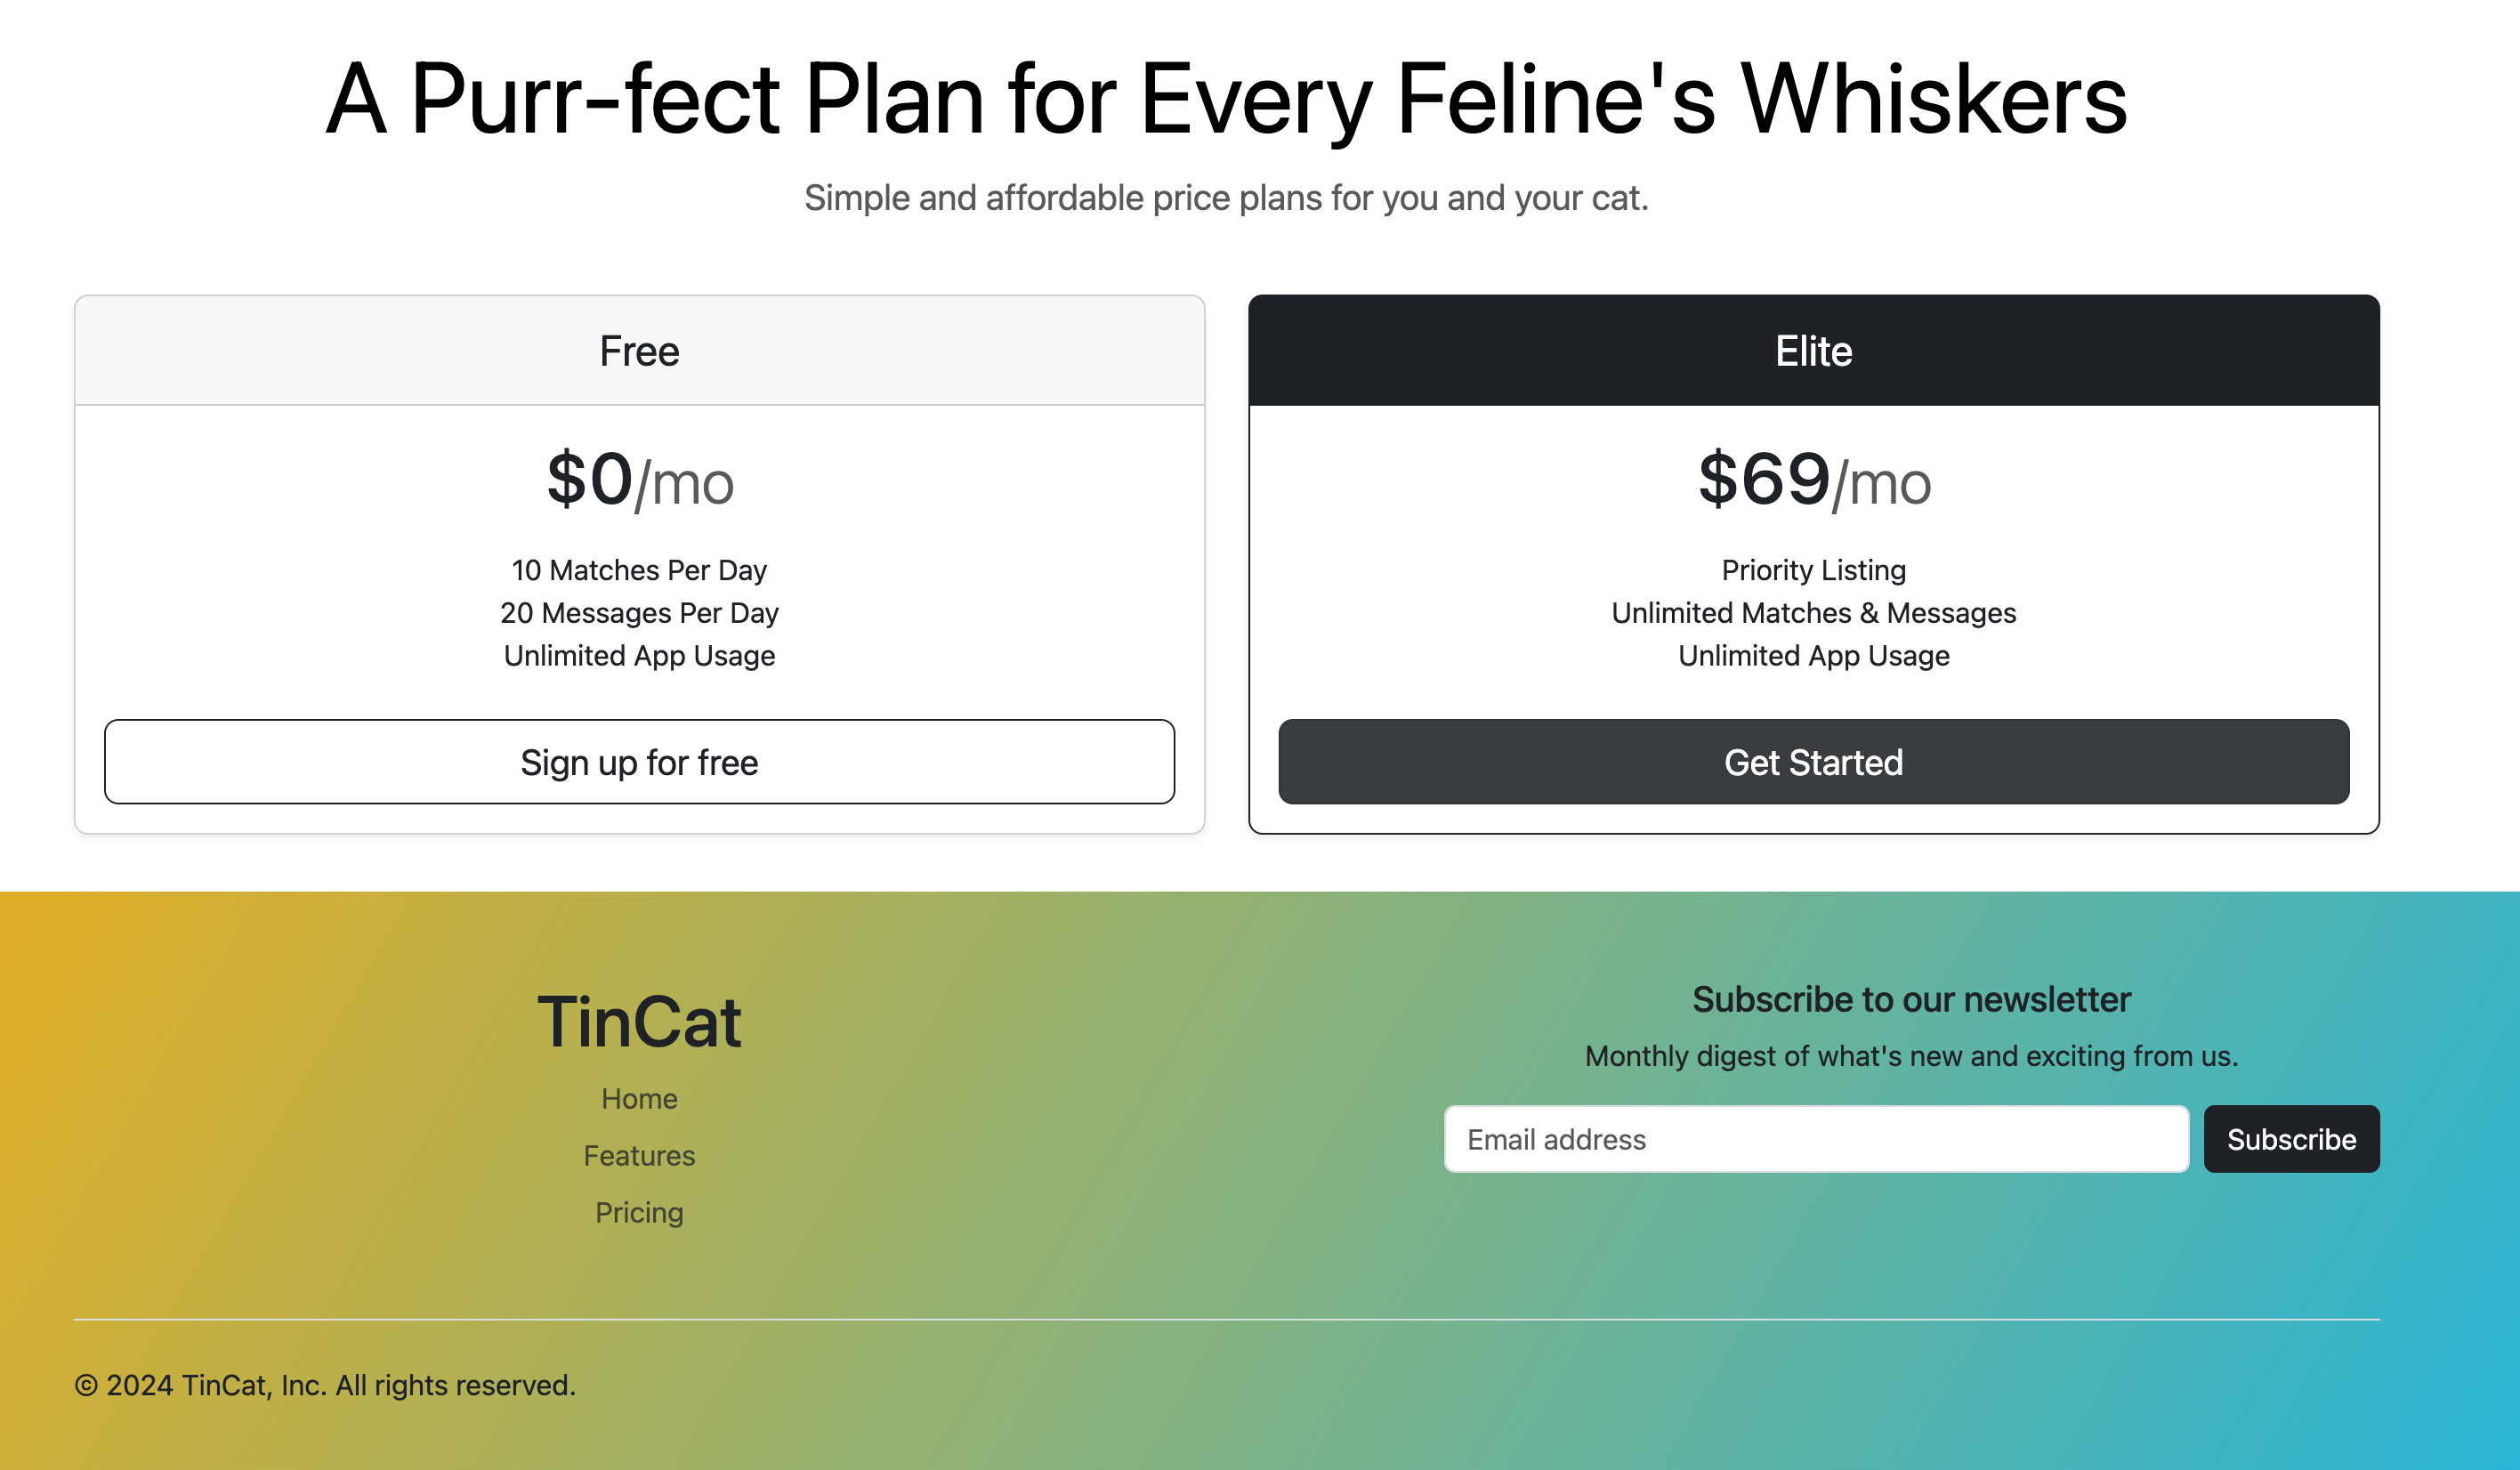 A Purr-fect Plan for Every Feline's Whiskers
Simple and affordable price plans for you and your cat.
Free
$0/mo
10 Matches Per Day
20 Messages Per Day
Unlimited App Usage
Sign up for free
Elite
$69/mo
Priority Listing
Unlimited Matches & Messages
Unlimited App Usage
Get Started
TinCat
Home
Features
Pricing
Subscribe to our newsletter
Monthly digest of what's new and exciting from us.
Email address
Subscribe
© 2024 TinCat, Inc. All rights reserved.